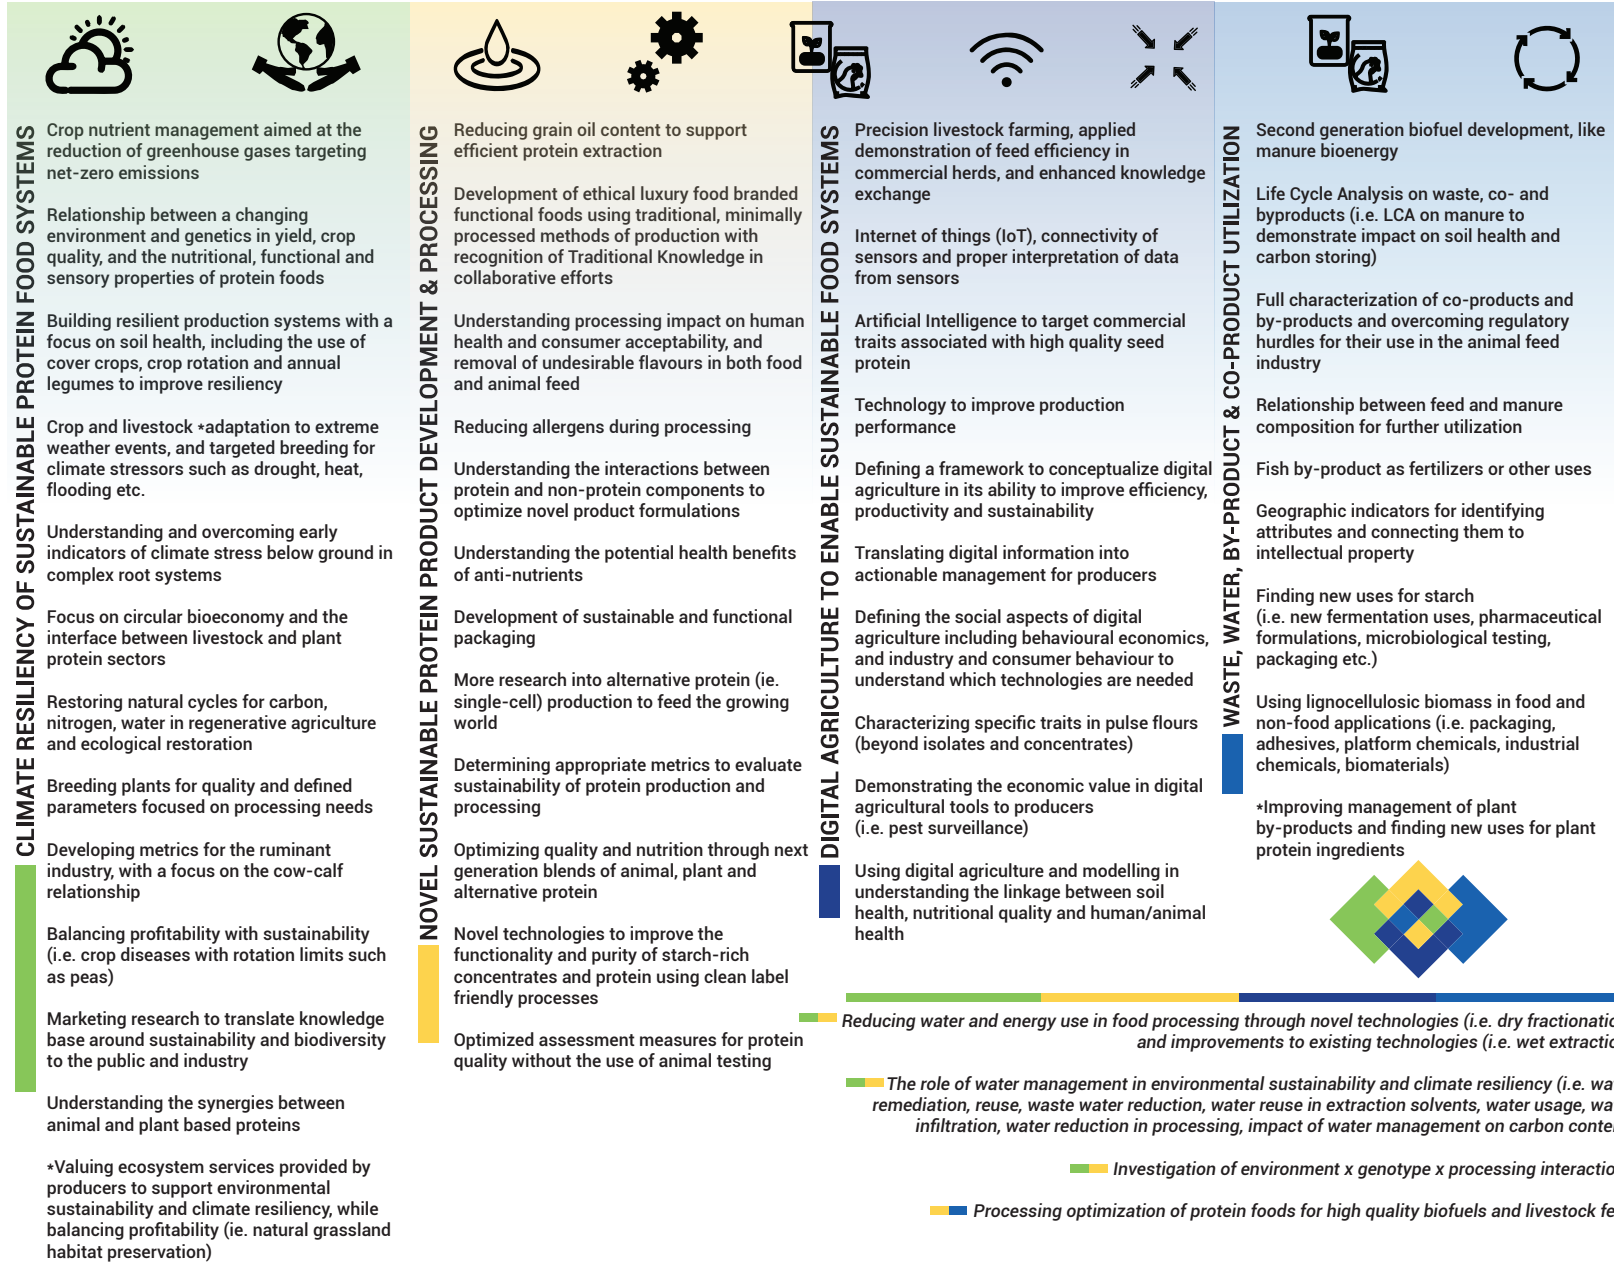 CLIMATE RESILIENCY OF SUSTAINABLE PROTEIN FOOD SYSTEMS
Crop nutrient management aimed at the
reduction of greenhouse gases targeting
net-zero emissions
Relationship between a changing
environment and genetics in yield, crop
quality, and the nutritional, functional and
sensory properties of protein foods
Building resilient production systems with a
focus on soil health, including the use of
cover crops, crop rotation and annual
legumes to improve resiliency
Crop and livestock *adaptation to extreme
weather events, and targeted breeding for
climate stressors such as drought, heat,
flooding etc.
Understanding and overcoming early
indicators of climate stress below ground in
complex root systems
Focus on circular bioeconomy and the
interface between livestock and plant
protein sectors
Restoring natural cycles for carbon,
nitrogen, water in regenerative agriculture
and ecological restoration
Breeding plants for quality and defined
parameters focused on processing needs
Developing metrics for the ruminant
industry, with a focus on the cow-calf
relationship
Balancing profitability with sustainability
(i.e. crop diseases with rotation limits such
as peas)
Marketing research to translate knowledge
base around sustainability and biodiversity
to the public and industry
Understanding the synergies between
animal and plant based proteins
*Valuing ecosystem services provided by
producers to support environmental
sustainability and climate resiliency, while
balancing profitability (ie. natural grassland
habitat preservation)
NOVEL SUSTAINABLE PROTEIN PRODUCT DEVELOPMENT & PROCESSING
Reducing grain oil content to support
efficient protein extraction
Development of ethical luxury food branded
functional foods using traditional, minimally
processed methods of production with
recognition of Traditional Knowledge in
collaborative efforts
Understanding processing impact on human
health and consumer acceptability, and
removal of undesirable flavours in both food
and animal feed
Reducing allergens during processing
Understanding the interactions between
protein and non-protein components to
optimize novel product formulations
Understanding the potential health benefits
of anti-nutrients
Development of sustainable and functional
packaging
More research into alternative protein (ie.
single-cell) production to feed the growing
world
Determining appropriate metrics to evaluate
sustainability of protein production and
processing
Optimizing quality and nutrition through next
generation blends of animal, plant and
alternative protein
Novel technologies to improve the
functionality and purity of starch-rich
concentrates and protein using clean label
friendly processes
Optimized assessment measures for protein
quality without the use of animal testing
DIGITAL AGRICULTURE TO ENABLE SUSTAINABLE FOOD SYSTEMS
Precision livestock farming, applied
demonstration of feed efficiency in
commercial herds, and enhanced knowledge
exchange
Internet of things (IoT), connectivity of
sensors and proper interpretation of data
from sensors
Artificial Intelligence to target commercial
traits associated with high quality seed
protein
Technology to improve production
performance
Defining a framework to conceptualize digital
agriculture in its ability to improve efficiency,
productivity and sustainability
Translating digital information into
actionable management for producers
Defining the social aspects of digital
agriculture including behavioural economics,
and industry and consumer behaviour to
understand which technologies are needed
Characterizing specific traits in pulse flours
(beyond isolates and concentrates)
Demonstrating the economic value in digital
agricultural tools to producers
(i.e. pest surveillance)
Using digital agriculture and modelling in
understanding the linkage between soil
health, nutritional quality and human/animal
health
WASTE, WATER, BY-PRODUCT & CO-PRODUCT UTILIZATION
Second generation biofuel development, like
manure bioenergy
Life Cycle Analysis on waste, co- and
byproducts (i.e. LCA on manure to
demonstrate impact on soil health and
carbon storing)
Full characterization of co-products and
by-products and overcoming regulatory
hurdles for their use in the animal feed
industry
Relationship between feed and manure
composition for further utilization
Fish by-product as fertilizers or other uses
Geographic indicators for identifying
attributes and connecting them to
intellectual property
Finding new uses for starch
(i.e. new fermentation uses, pharmaceutical
formulations, microbiological testing,
packaging etc.)
Using lignocellulosic biomass in food and
non-food applications (i.e. packaging,
adhesives, platform chemicals, industrial
chemicals, biomaterials)
*Improving management of plant
by-products and finding new uses for plant
protein ingredients
Reducing water and energy use in food processing through novel technologies (i.e. dry
and improvements to existing technologies (i.e. wet
The role of water management in environmental sustainability and climate resiliency (i.e.
remediation, reuse, waste water reduction, water reuse in extraction solvents, water usage,
infiltration, water reduction in processing, impact of water management on carbon
Investigation of environment x genotype x processing
Processing optimization of protein foods for high quality biofuels and livestock